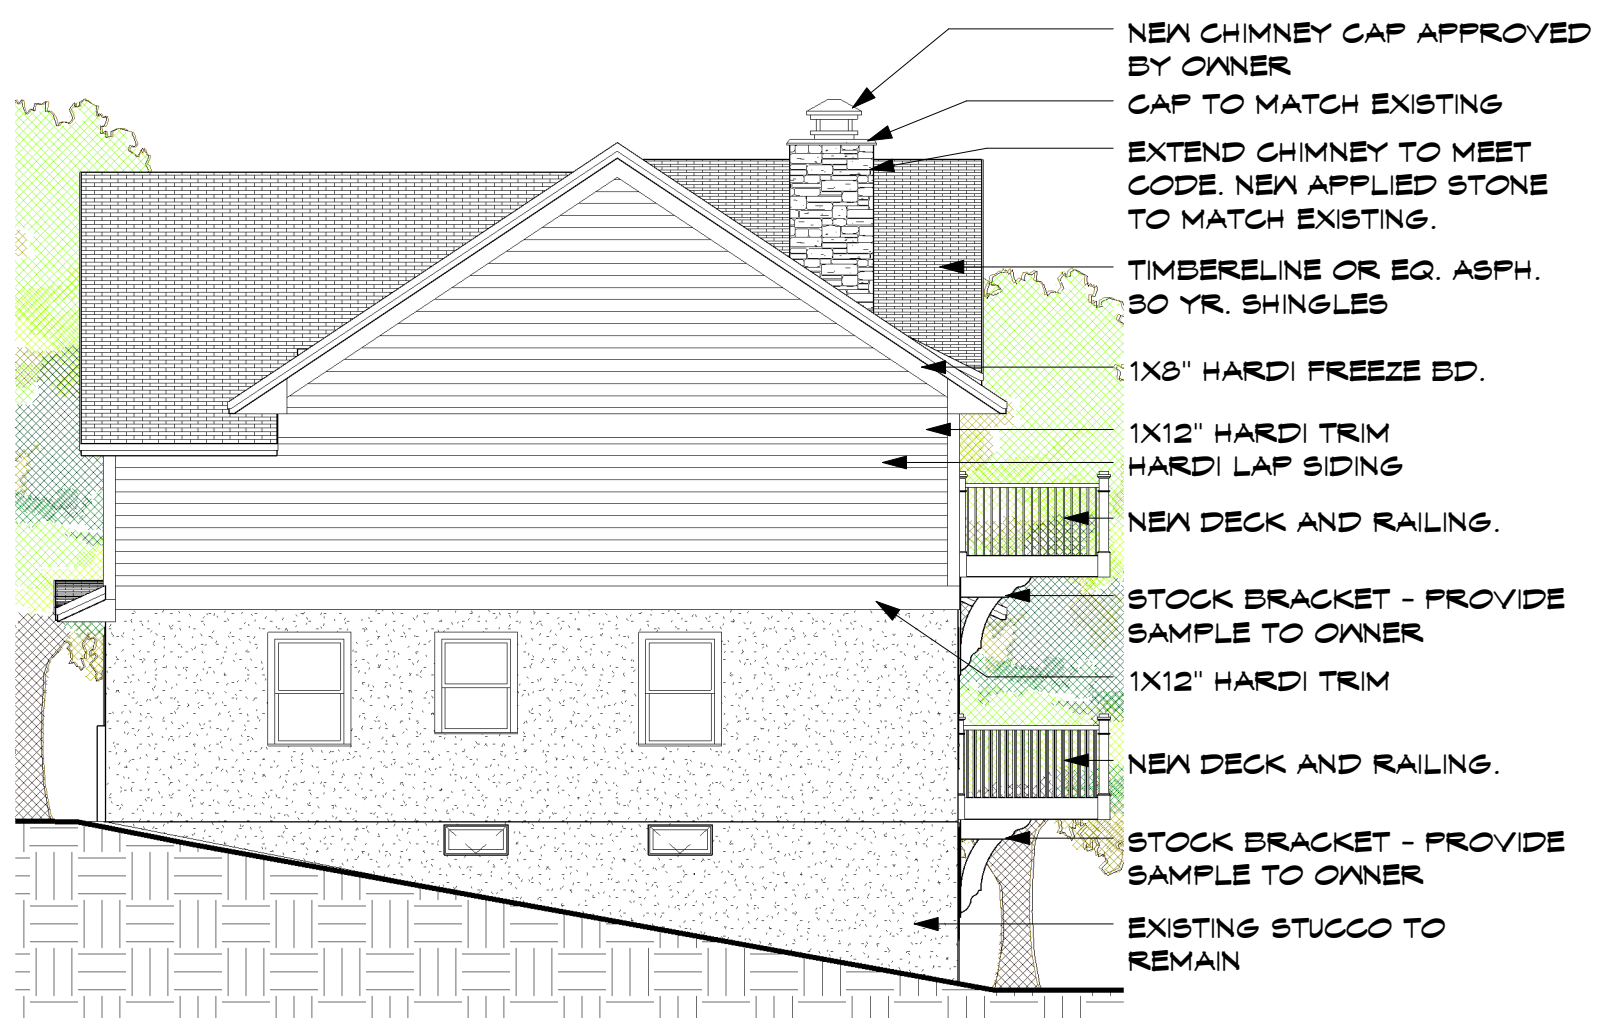 NEW CHIMNEY CAP APPROVED
BY OWNER
CAP TO MATCH EXISTING
EXTEND CHIMNEY TO MEET
CODE. NEW APPLIED STONE
TO MATCH EXISTING.
TIMBERELINE OR EQ. ASPH.
30 YR. SHINGLES
1X8" HARDI FREEZE BD.
1X12" HARDI TRIM
HARDI LAP SIDING
NEW DECK AND RAILING.
STOCK BRACKET - PROVIDE
SAMPLE TO OWNER
1X12" HARDI TRIM
NEW DECK AND RAILING.
STOCK BRACKET - PROVIDE
SAMPLE TO OWNER
EXISTING STUCCO TO
REMAIN